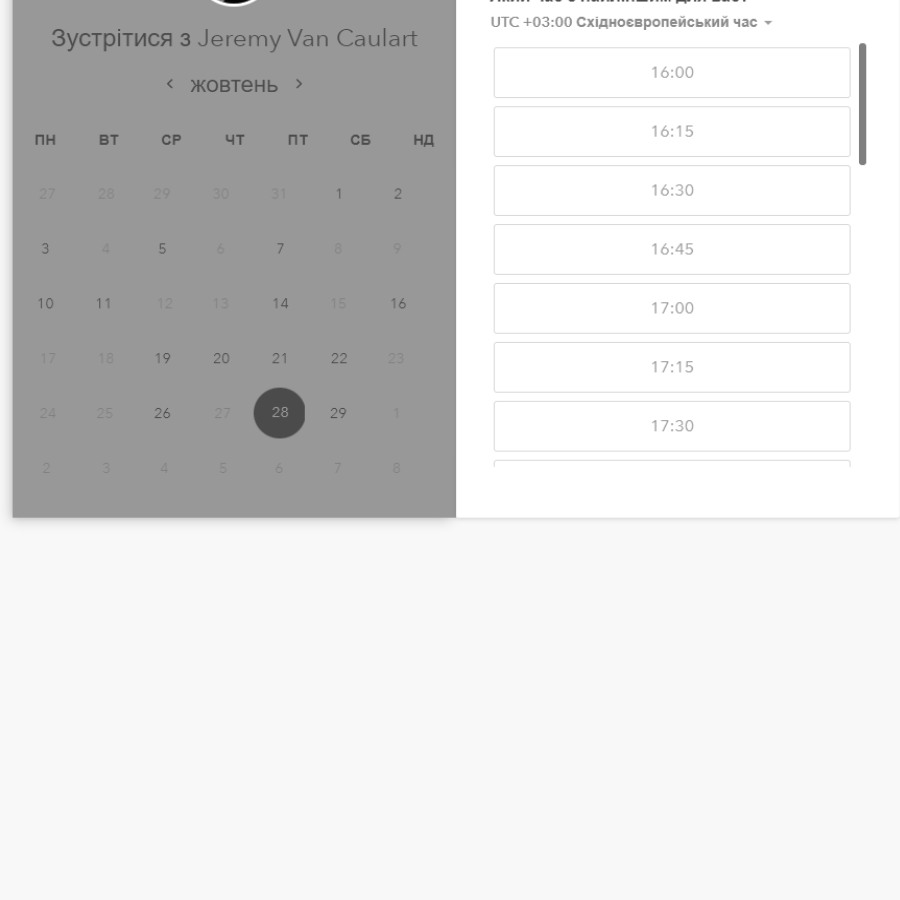 Зустрітися з Jeremy Van Caulart
жовтень
ПН ВТ СР ЧТ ПТ СБ НД
27 28 29 30 31 1 2
3 4 5 6 7 8 9
10 11 12 13 14 15 16
17 18 19 20 21 22 23
24 25 26 27 28 29 1
2 3 4 5 6 7 8
UTC +03:00 Східноєвропейський час
16:00
16:15
16:30
16:45
17:00
17:15
17:30